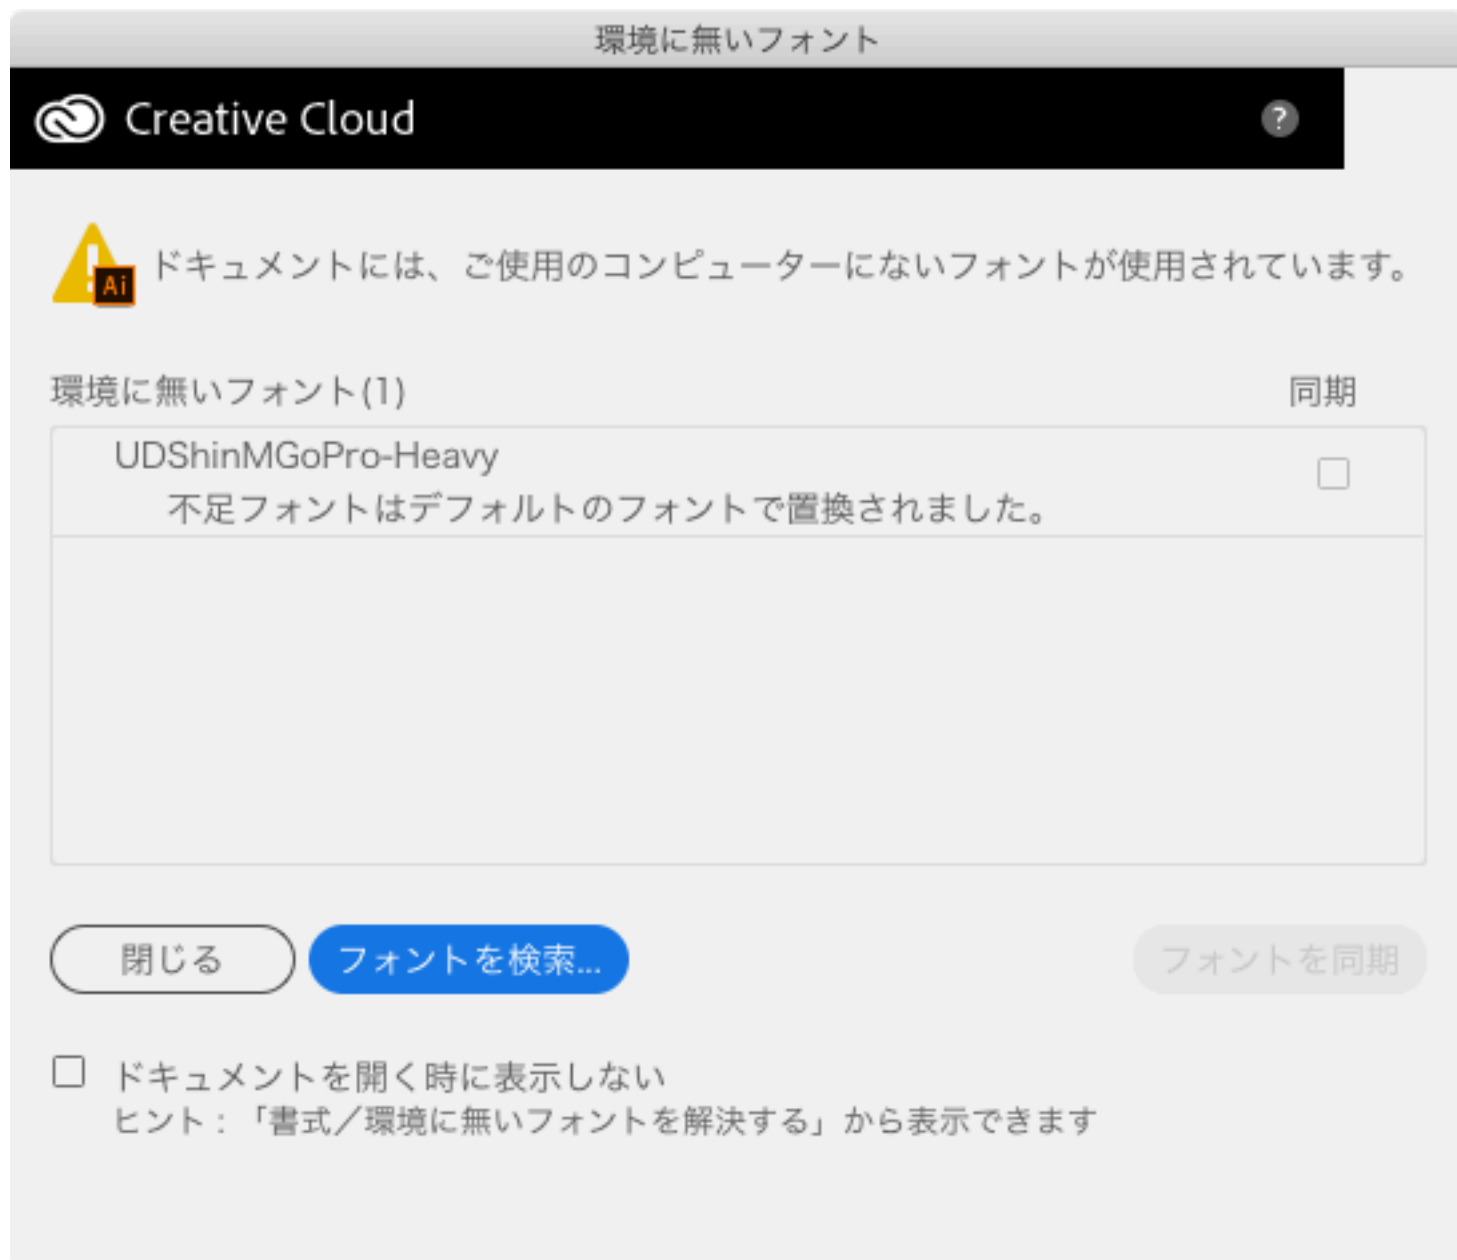 環境に無いフォント
Creative Cloud
?
Ai
ドキュメントには、ご使用のコンピューターにないフォントが使用されています。
環境に無いフォント(1)
同期
UDShinMGoPro-Heavy
不足フォントはデフォルトのフォントで置換されました。
閉じる
フォントを検索...
フォントを同期
ドキュメントを開く時に表示しない
ヒント：「書式／環境に無いフォントを解決する」から表示できます